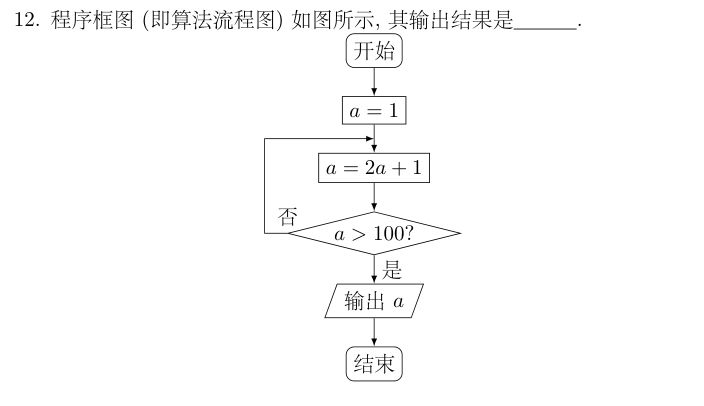 12. 程序框图 (即算法流程图) 如图所示, 其输出结果是______.
开始
a = 1
a = 2a + 1
否
a > 100?
是
输出 a
结束